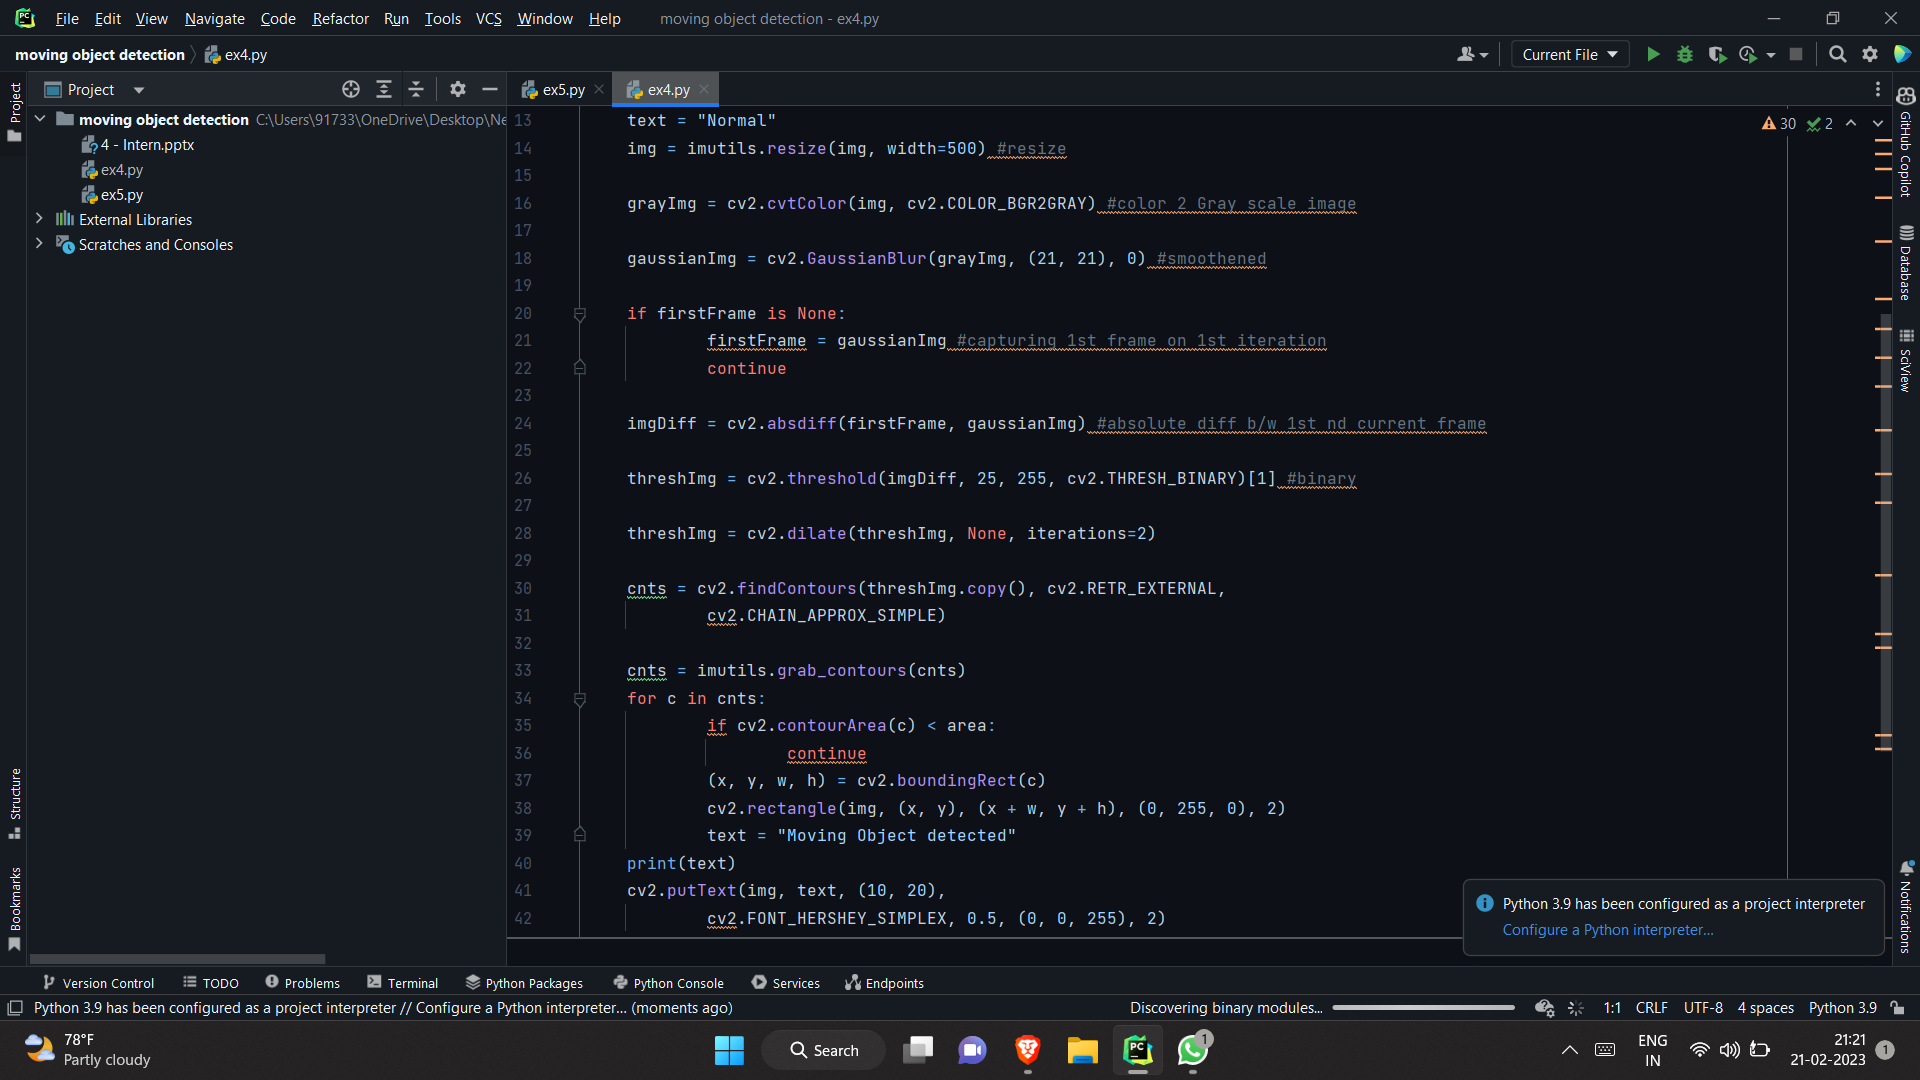 File Edit View Navigate Code Refactor Run Tools VCS Window Help moving object detection - ex4.py
moving object detection ex4.py Current File
Project ex5.py ex4.py
Project
moving object detection C:\Users\91733\OneDrive\Desktop\Ne
4 - Intern.pptx
ex4.py
ex5.py
External Libraries
Scratches and Consoles
30 2
13 text = "Normal"
14 img = imutils.resize(img, width=500) #resize
15
16 grayImg = cv2.cvtColor(img, cv2.COLOR_BGR2GRAY) #color 2 Gray scale image
17
18 gaussianImg = cv2.GaussianBlur(grayImg, (21, 21), 0) #smoothened
19
20 if firstFrame is None:
21 firstFrame = gaussianImg #capturing 1st frame on 1st iteration
22 continue
23
24 imgDiff = cv2.absdiff(firstFrame, gaussianImg) #absolute diff b/w 1st nd current frame
25
26 threshImg = cv2.threshold(imgDiff, 25, 255, cv2.THRESH_BINARY)[1] #binary
27
28 threshImg = cv2.dilate(threshImg, None, iterations=2)
29
30 cnts = cv2.findContours(threshImg.copy(), cv2.RETR_EXTERNAL,
31 cv2.CHAIN_APPROX_SIMPLE)
32
33 cnts = imutils.grab_contours(cnts)
34 for c in cnts:
35 if cv2.contourArea(c) < area:
36 continue
37 (x, y, w, h) = cv2.boundingRect(c)
38 cv2.rectangle(img, (x, y), (x + w, y + h), (0, 255, 0), 2)
39 text = "Moving Object detected"
40 print(text)
41 cv2.putText(img, text, (10, 20),
42 cv2.FONT_HERSHEY_SIMPLEX, 0.5, (0, 0, 255), 2)
GitHub Copilot
Database
SciView
Notifications
Structure
Bookmarks
Python 3.9 has been configured as a project interpreter
Configure a Python interpreter...
Version Control TODO Problems Terminal Python Packages Python Console Services Endpoints
Python 3.9 has been configured as a project interpreter // Configure a Python interpreter... (moments ago) Discovering binary modules... 1:1 CRLF UTF-8 4 spaces Python 3.9
78°F
Partly cloudy
Search
PC
1
ENG
IN
21:21
21-02-2023
1